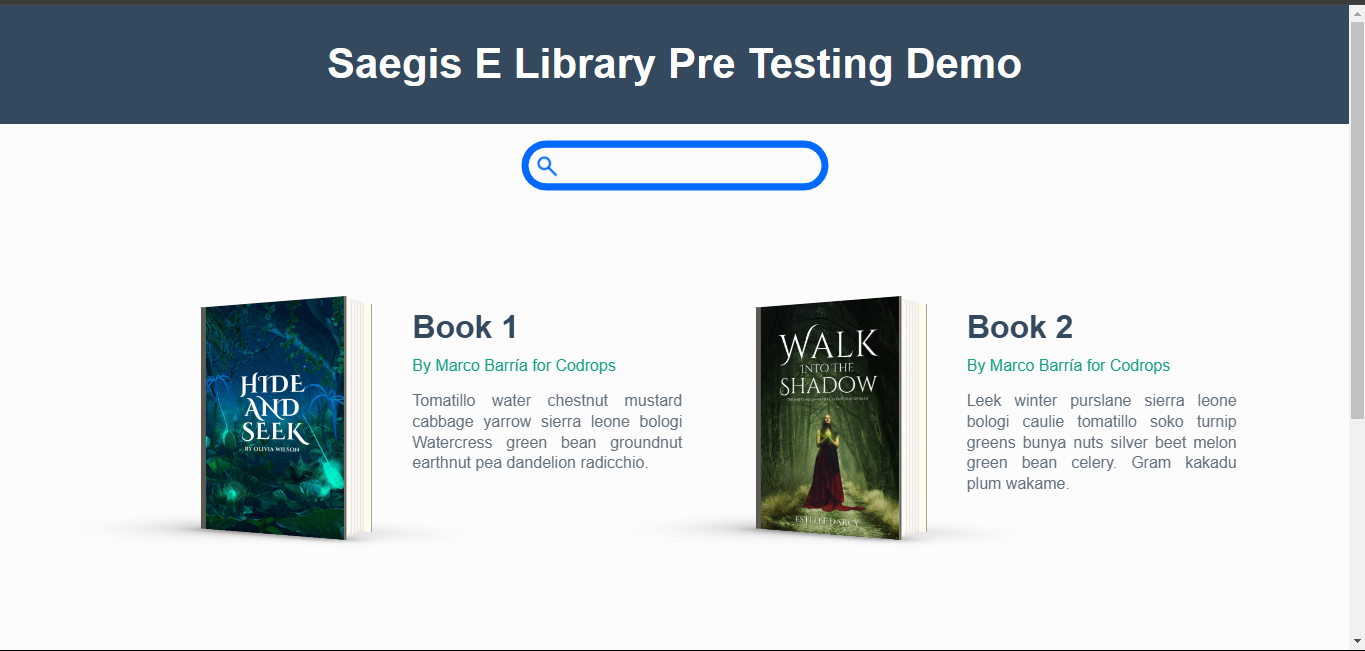 Saegis E Library Pre Testing Demo
HIDE
AND
SEEK
BY OLIVIA WILSON
Book 1
By Marco Barría for Codrops
Tomatillo water chestnut mustard
cabbage yarrow sierra leone bologi
Watercress green bean groundnut
earthnut pea dandelion radicchio.
WALK
INTO THE
SHADOW
ESTELLE DARCY
Book 2
By Marco Barría for Codrops
Leek winter purslane sierra leone
bologi caulie tomatillo soko turnip
greens bunya nuts silver beet melon
green bean celery. Gram kakadu
plum wakame.